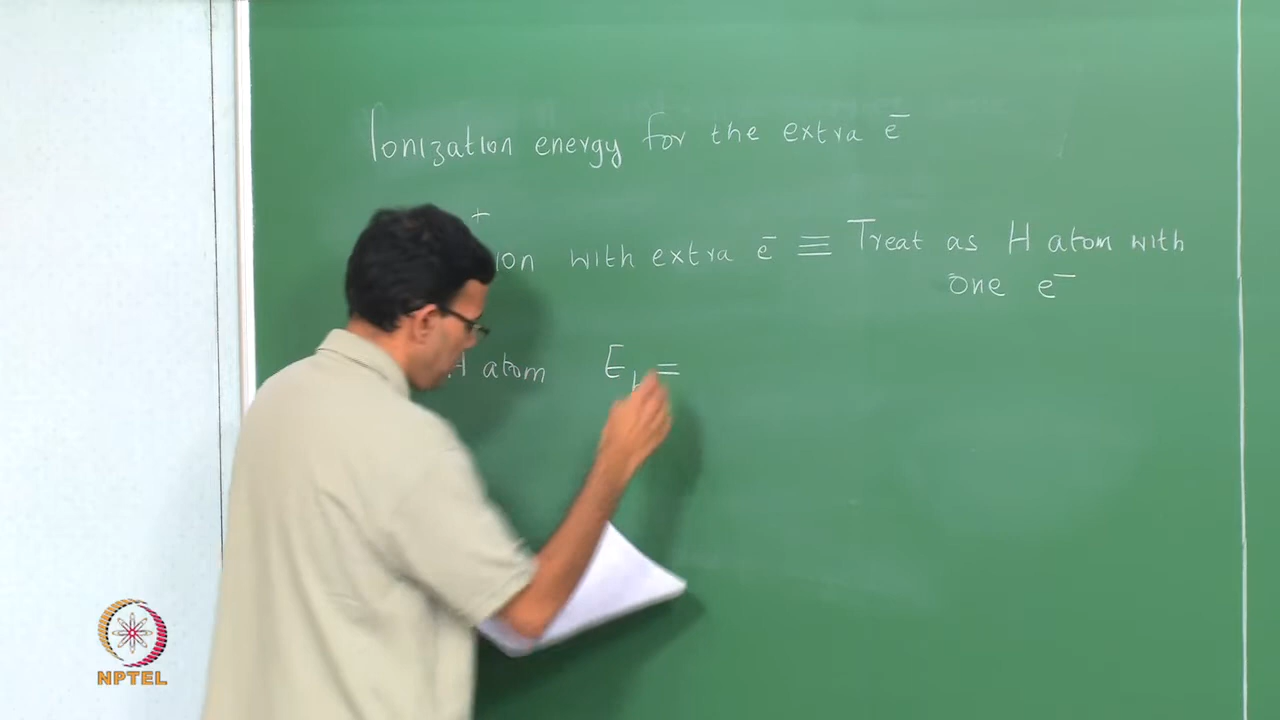 Ionization energy for the extra e⁻
+
ion with extra e⁻ ≡ Treat as H atom with
one e⁻
H atom E =
NPTEL